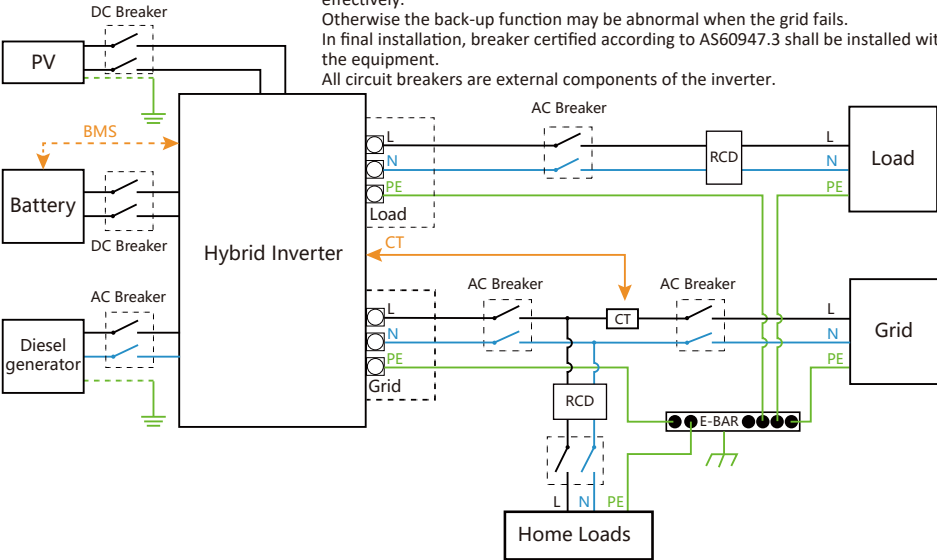 effectively.
Otherwise the back-up function may be abnormal when the grid fails.
In final installation, breaker certified according to AS60947.3 shall be installed
the equipment.
All circuit breakers are external components of the inverter.
DC Breaker
PV
BMS
Battery
DC Breaker
AC Breaker
Diesel
generator
Hybrid Inverter
L
N
PE
Load
CT
L
N
PE
Grid
AC Breaker
RCD
L
N
PE
Load
AC Breaker
CT
AC Breaker
L
N
PE
Grid
RCD
E-BAR
L N PE
Home Loads